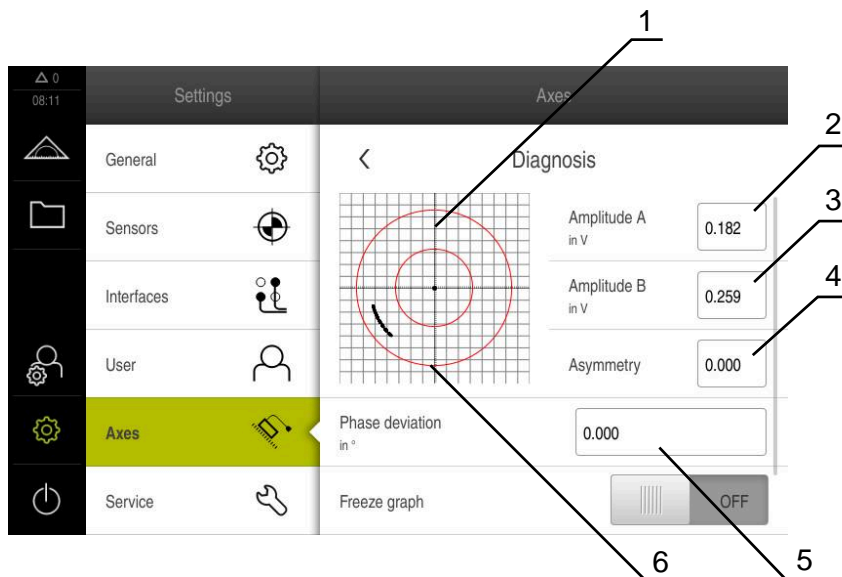 1
0
08:11
Settings
Axes
2
General
Diagnosis
Amplitude A
in V
0.182
3
Sensors
4
Interfaces
Amplitude B
in V
0.259
User
Asymmetry
0.000
Axes
Phase deviation
in °
0.000
Service
Freeze graph
OFF
6
5